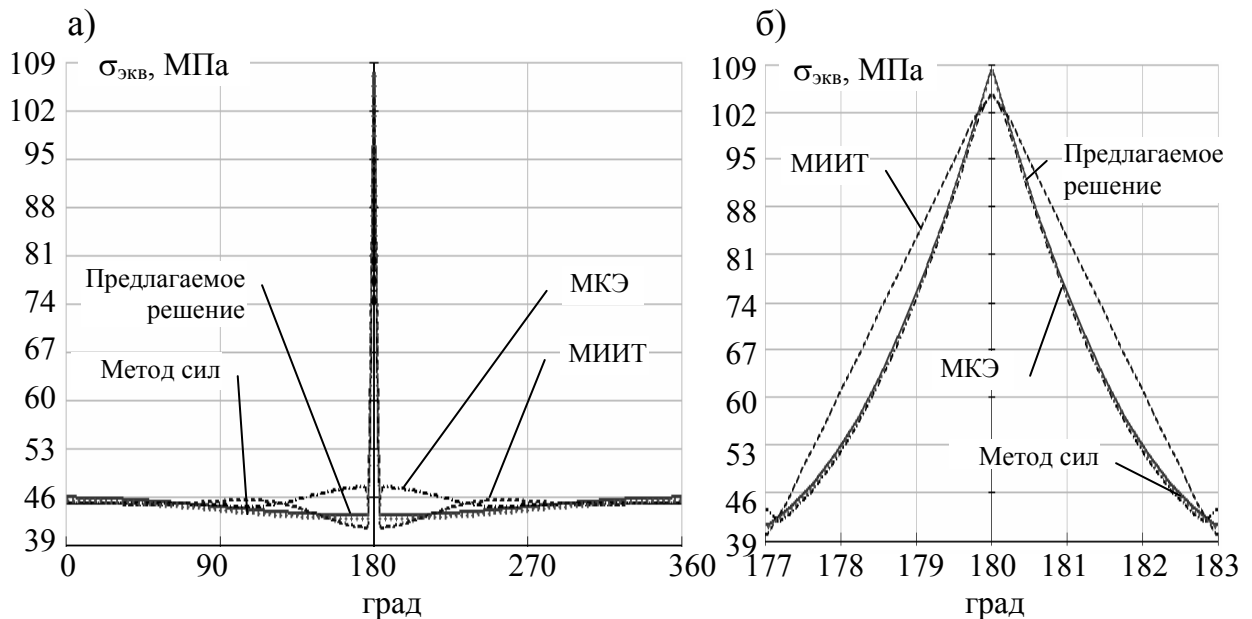 а)
σэкв, МПа
109
102
95
88
81
74
67
60
53
46
39
Предлагаемое
решение
МКЭ
МИИТ
Метод сил
0 90 180 270 360
град
б)
σэкв, МПа
109
102
95
88
81
74
67
60
53
46
39
МИИТ
Предлагаемое
решение
МКЭ
Метод сил
177 178 179 180 181 182 183
град